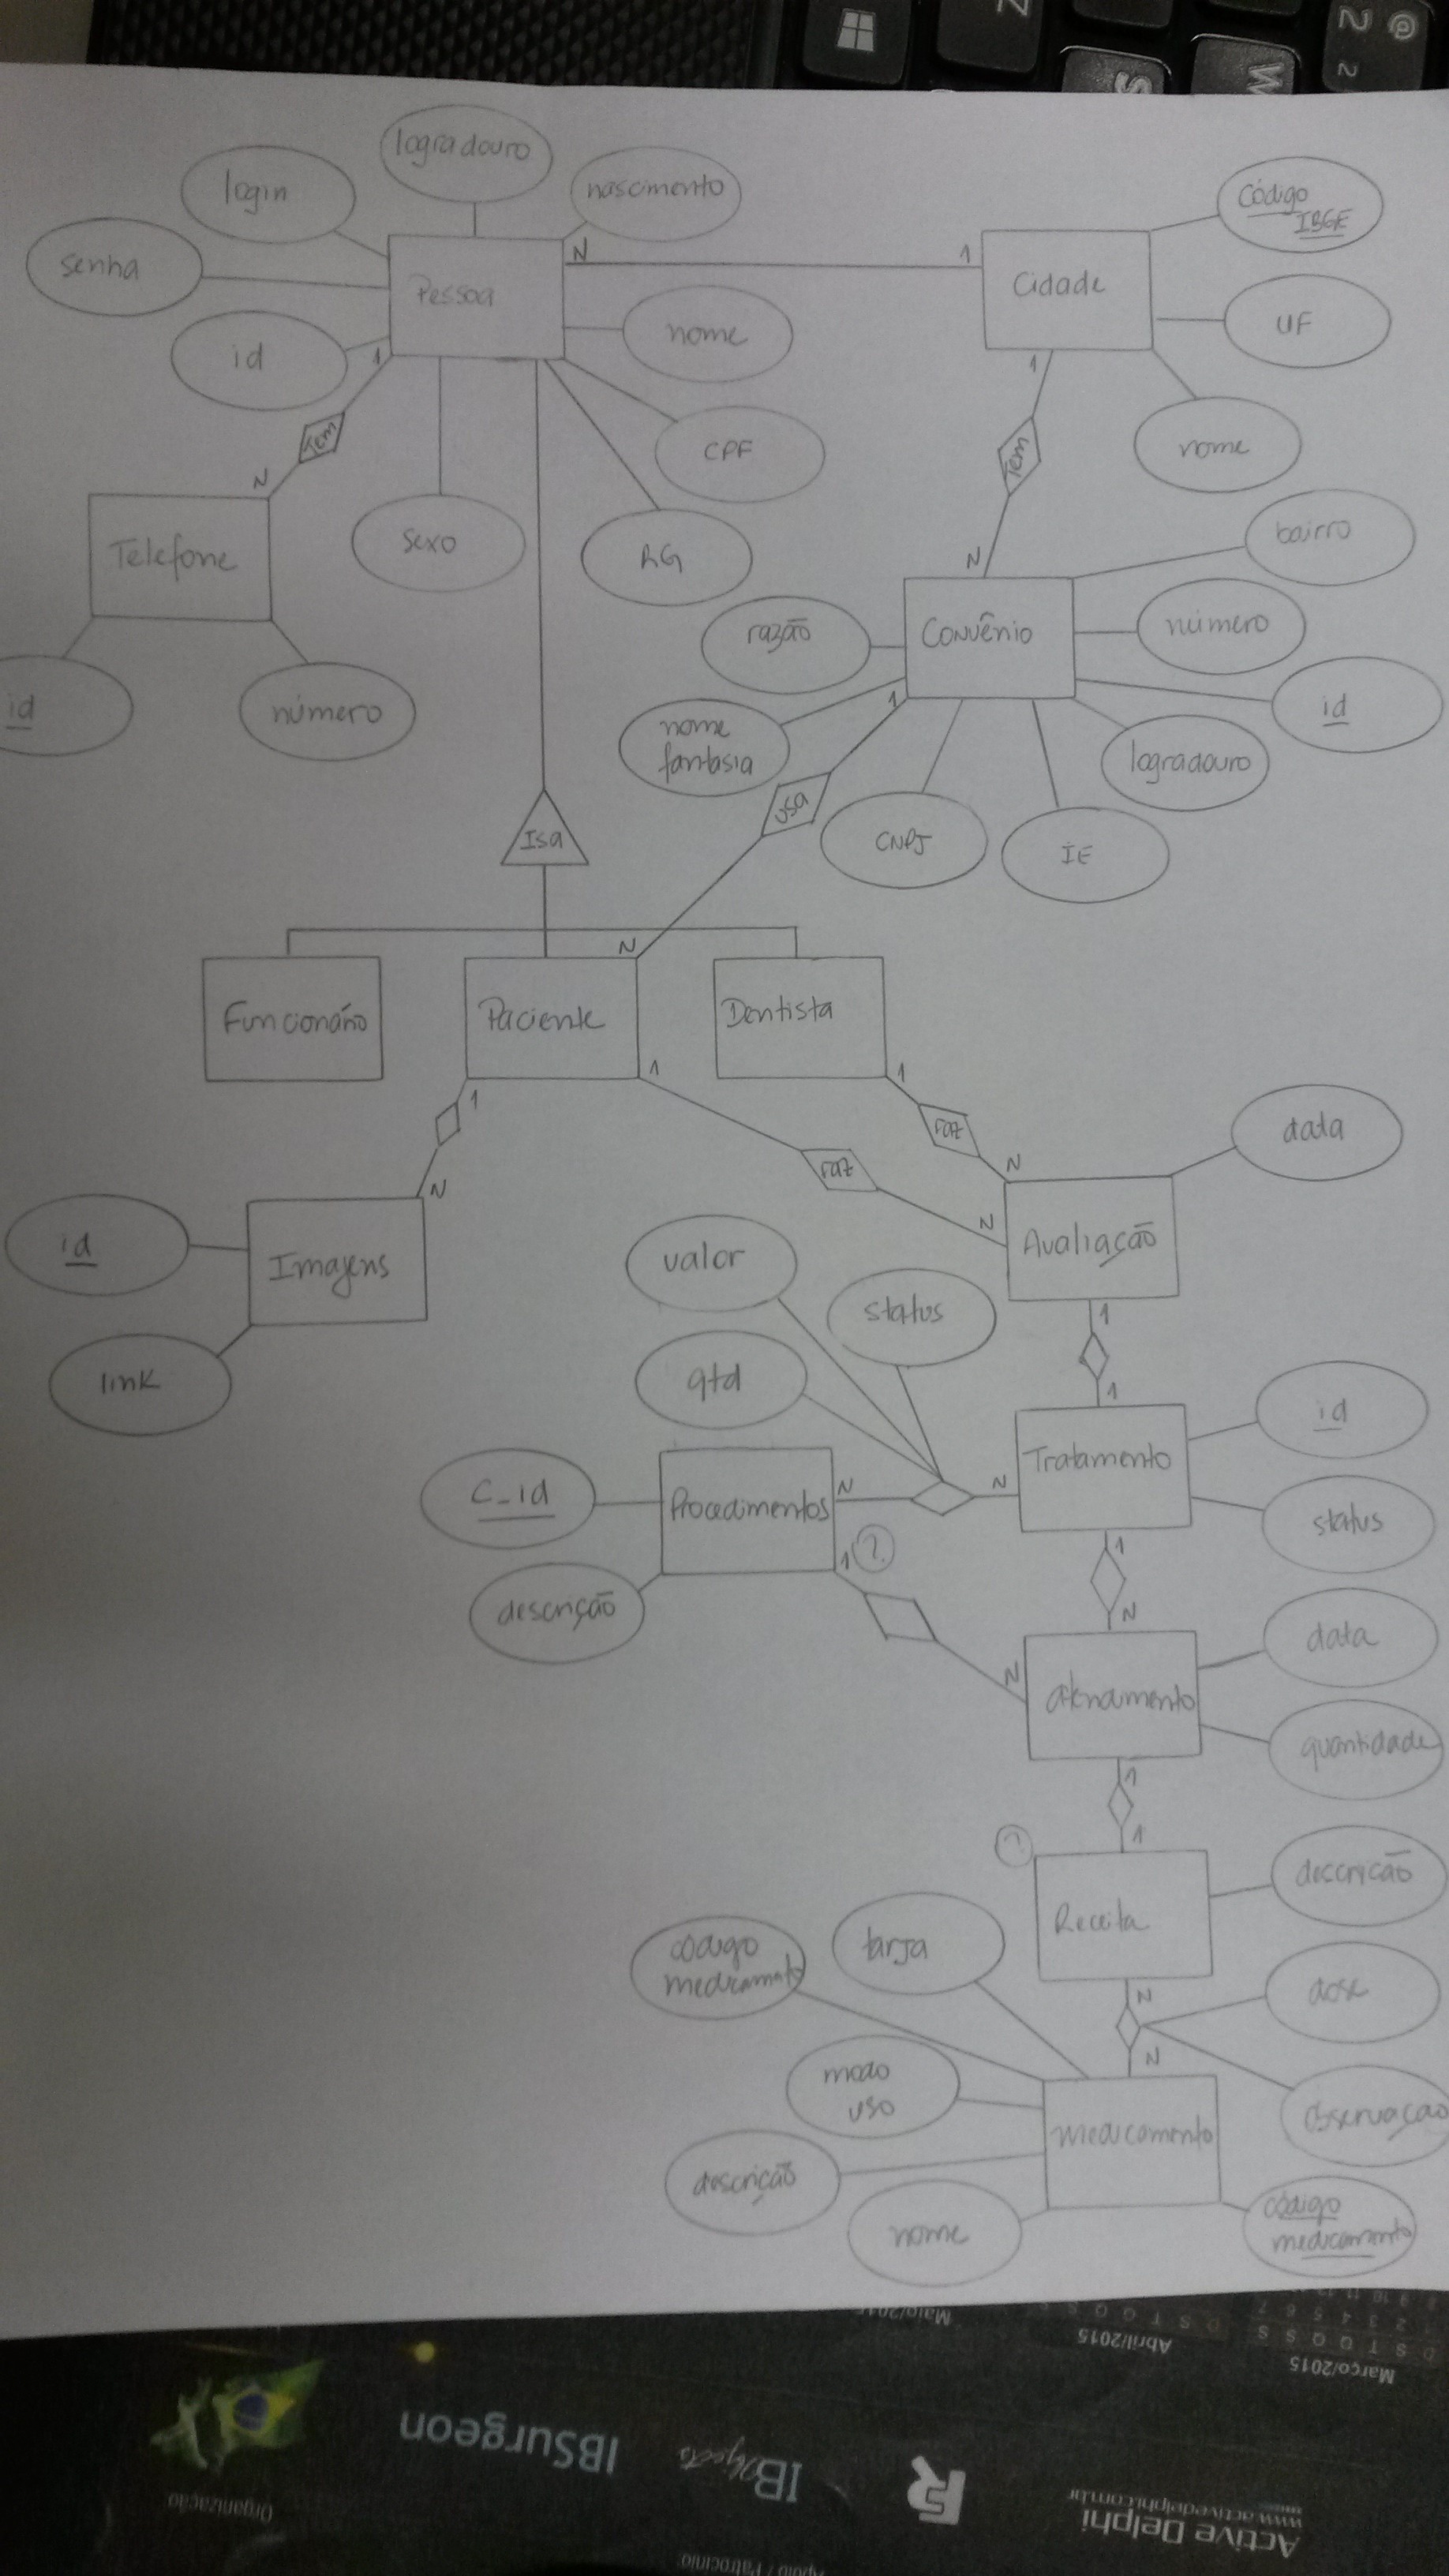 Z
@
2
2
S
W
logradouro
login
nascimento
Código
IBGE
senha
Pessoa
N
1
Cidade
UF
id
1
nome
1
nome
Tem
CPF
Tem
N
Telefone
sexo
RG
N
bairro
razão
Convênio
número
id
número
nome
fantasia
1
id
logradouro
usa
CNPJ
IE
Isa
N
Funcionário
Paciente
Dentista
1
1
1
faz
data
faz
N
N
N
id
Imagens
valor
Avaliação
status
1
link
qtd
1
id
Tratamento
C_id
Procedimentos
N
N
status
1
?
1
descrição
N
data
N
Atendimento
quantidade
1
1
?
descrição
Receita
código
medicamento
tarja
N
dose
N
modo
uso
observação
medicamento
descrição
nome
código
medicamento
Maio/2015
Abril/2015
D S T Q Q S S
Março/2015
IBSurgeon
IBObjects
Organização
Active Delphi
www.activedelphi.com.br
Apoio / Patrocínio